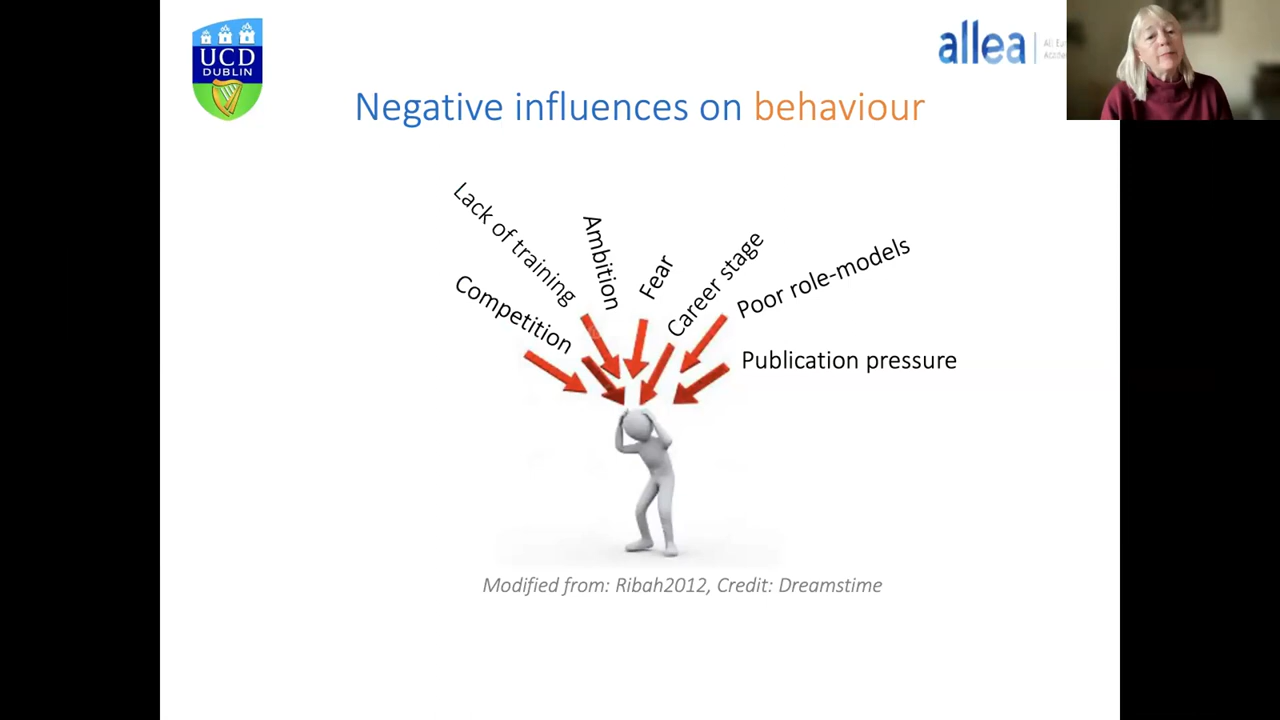 UCD
DUBLIN
allea
Negative influences on behaviour
Lack of training
Ambition
Fear
Career stage
Poor role-models
Competition
Publication pressure
Modified from: Ribah2012, Credit: Dreamstime